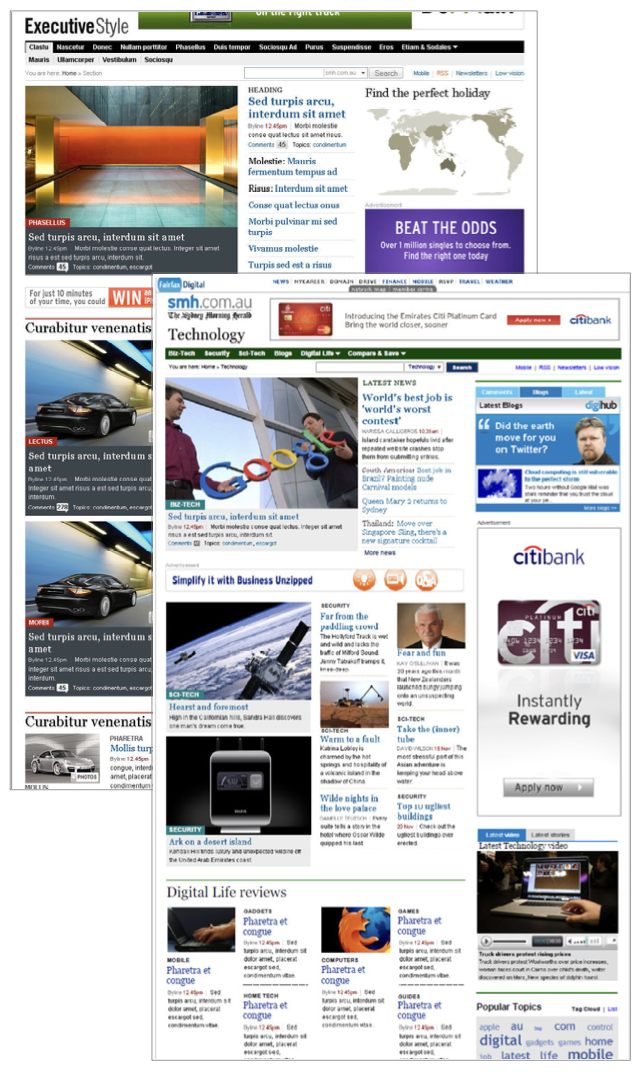 on the right track
ExecutiveStyle
Clastu Nascetur Donec Nullam porttitor Phasellus Duis tempor Sociosqu Ad Purus Suspendisse Eros Etiam & Sodales
Mauris Ullamcorper Vestibulum Sociosqu
You are here: Home » Section
smh.com.au
Search
Mobile | RSS | Newsletters | Low-vision
PHASELLUS
Sed turpis arcu, interdum sit amet
Byline 12.45pm | Morbi molestie conse quat lectus sit amet. Integer sit amet
risus a est sed turpis arcu, interdum sit.
Comments 45 Topics: condimentum, escargot
HEADING
Sed turpis arcu,
interdum sit amet
Byline 12.45pm | Morbi molestie
conse quat lectus sit amet risus.
Comments 45 Topics: condimentum
Molestie: Mauris
fermentum tempus ad
Risus: Interdum sit amet
Conse quat lectus onus
Morbi pulvinar mi sed
turpis
Vivamus molestie
Turpis sed est a risus
Find the perfect holiday
Advertisement
BEAT THE ODDS
Over 1 million singles to choose from.
Find the right one today
For just 10 minutes
of your time, you could
WIN
Curabitur venenatis
LECTUS
Sed turpis arcu, interdum s
amet
Byline 12.45pm | Morbi molestie conse quat
Integer sit amet risus a est sed turpis arcu,
interdum.
Comments 278 Topics: condimentum, escarg
MORBI
Sed turpis arcu, interdum s
amet
Byline 12.45pm | Morbi molestie conse quat
Integer sit amet risus a est sed turpis arcu,
interdum.
Comments 45 Topics: condimentum, escarg
Curabitur venenatis
PHOTOS
PHARETRA
Mollis turp
Byline 12.45pm
congue, inter
amet, placerat
escargot sed,
condimentum
Fairfax Digital
NEWS | MYCAREER | DOMAIN | DRIVE | FINANCE | MOBILE | RSVP | TRAVEL | WEATHER
network map | member centre
smh.com.au
The Sydney Morning Herald
Technology
Introducing the Emirates Citi Platinum Card
Bring the world closer, sooner
Apply now
citibank
Biz-Tech Security Sci-Tech Blogs Digital Life Compare & Save
You are here: Home » Technology
Technology
Search
Mobile | RSS | Newsletters | Low-vision
Google
BIZ-TECH
Sed turpis arcu, interdum sit amet
Byline 12.45pm | Morbi molestie conse quat lectus sit amet. Integer sit amet
risus a est sed turpis arcu, interdum sit.
Comments Topics: condimentum, escargot
LATEST NEWS
World's best job is
'world's worst
contest'
MARISSA CALLIGEROS 10.39am |
Island caretaker hopefuls livid after
repeated website crashes stop
them from submitting entries.
South America: Best job in
Brazil? Painting nude
Carnival models
Queen Mary 2 returns to
Sydney
Thailand: Move over
Singapore Sling, there's a
new signature cocktail
More news
Comments Blogs Latest
Latest Blogs
digihub
Did the earth
move for you
on Twitter?
Cloud computing is still vulnerable
to the perfect storm
Two hours without Google Mail was
stark reminder that you trust the cloud
at your pe...
More blogs
Advertisement
citibank
PLATINUM citi
VISA
Instantly
Rewarding
Apply now
Advertisement
Simplify it with Business Unzipped
SCI-TECH
Hearst and foremost
High in the Californian hills, Sandra Hall discovers
one man's dream come true.
SECURITY
Ark on a desert island
Kendall Hill finds luxury and unexpected wildlife off
the United Arab Emirates coast.
SECURITY
Far from the
paddling crowd
The Hollyford Track is wet
and wild and lacks the
traffic of Milford Sound.
Jenny Tabakoff tramps it,
knee-deep.
SCI-TECH
Warm to a fault
Katrina Lobley is
charmed by the hot
springs and hospitality of
a volcanic island in the
shadow of China.
Wilde nights in
the love palace
Every
suite tells a story in the
hotel where Oscar Wilde
quipped his last.
Fear and fun
It was
20 years ago this month
that New Zealanders
launched bungy jumping
onto an unsuspecting
world.
SCI-TECH
Take the (inner)
tube
DAVID WILSON 18 Nov | The
most stressful part of this
Asian adventure is
keeping your head above
water.
SECURITY
Top 10 ugliest
buildings
20 Nov | Check out the
ugliest buildings ever
erected.
Latest video Latest stories
Latest Technology video
Truck drivers protest rising prices
Digital Life reviews
MOBILE
Pharetra et
congue
Byline 12.45pm | Sed
turpis arcu, interdum sit
dolor amet, placerat
escargot sed,
condimentum vitae.
GADGETS
Pharetra et
congue
Byline 12.45pm | Sed
turpis arcu, interdum sit
dolor amet, placerat
escargot sed,
condimentum vitae.
HOME TECH
Pharetra et
congue
Byline 12.45pm | Sed
turpis arcu, interdum sit
dolor amet, placerat
escargot sed,
COMPUTERS
Pharetra et
congue
Byline 12.45pm | Sed
turpis arcu, interdum sit
dolor amet, placerat
escargot sed,
condimentum vitae.
GAMES
Pharetra et
congue
Byline 12.45pm | Sed
turpis arcu, interdum sit
dolor amet, placerat
escargot sed,
condimentum vitae.
GUIDES
Pharetra et
congue
Byline 12.45pm | Sed
turpis arcu, interdum sit
dolor amet, placerat
escargot sed,
Popular Topics
Tag Cloud | List
apple au com control
digital gadgets games home
job latest life mobile